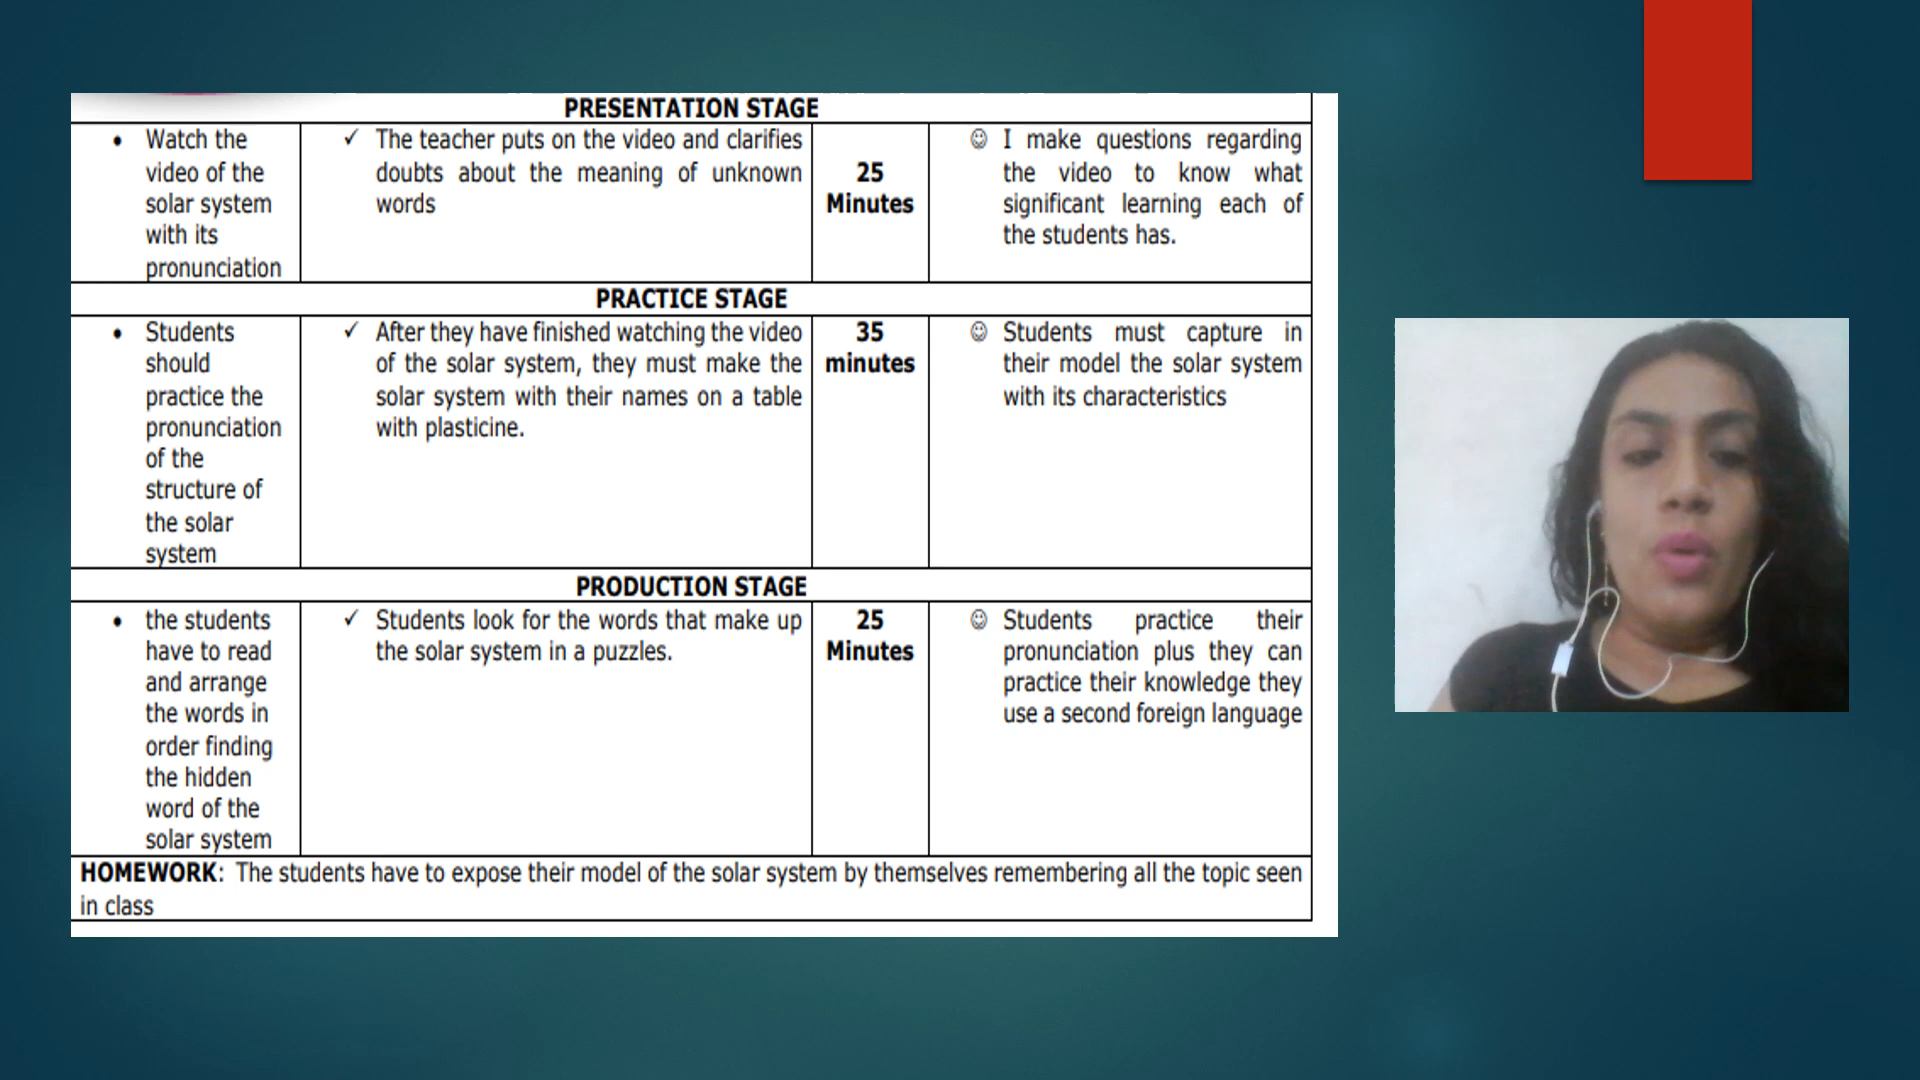 PRESENTATION STAGE
• Watch the
video of the
solar system
with its
pronunciation
✓ The teacher puts on the video and clarifies
doubts about the meaning of unknown
words
25
Minutes
☺ I make questions regarding
the video to know what
significant learning each of
the students has.
PRACTICE STAGE
• Students
should
practice the
pronunciation
of the
structure of
the solar
system
✓ After they have finished watching the video
of the solar system, they must make the
solar system with their names on a table
with plasticine.
35
minutes
☺ Students must capture in
their model the solar system
with its characteristics
PRODUCTION STAGE
• the students
have to read
and arrange
the words in
order finding
the hidden
word of the
solar system
✓ Students look for the words that make up
the solar system in a puzzles.
25
Minutes
☺ Students practice their
pronunciation plus they can
practice their knowledge they
use a second foreign language
HOMEWORK: The students have to expose their model of the solar system by themselves remembering all the topic seen
in class